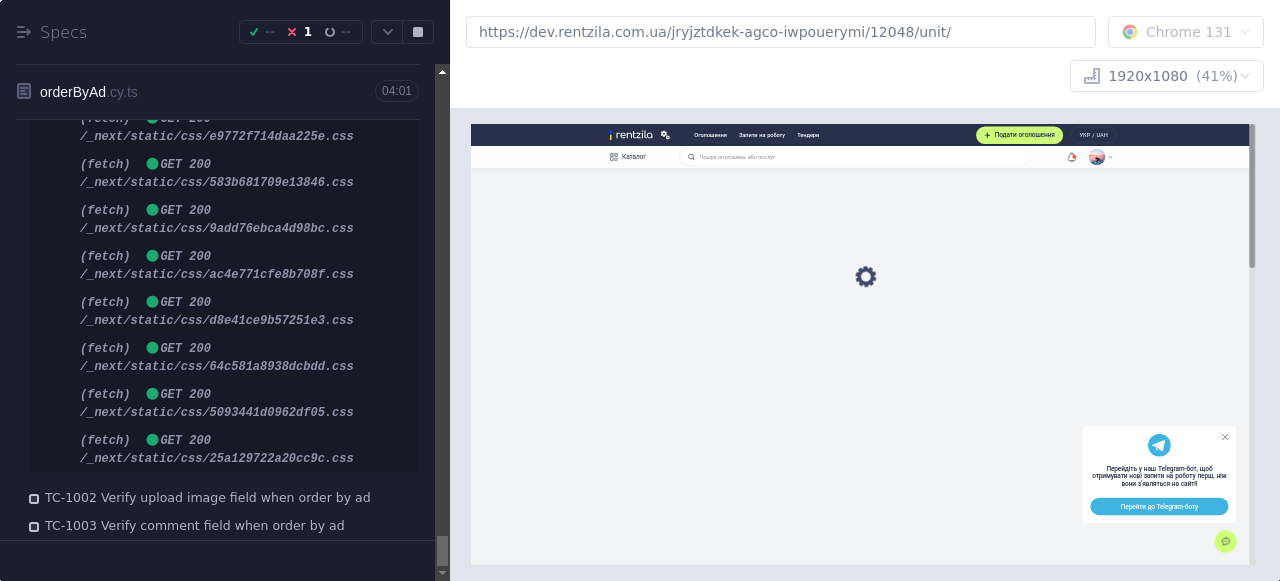 Specs
-- 1 --
https://dev.rentzila.com.ua/jryjztdkek-agco-iwpouerymi/12048/unit/
Chrome 131
1920x1080 (41%)
orderByAd.cy.ts 04:01
(fetch) GET 200
/_next/static/css/e9772f714daa225e.css
(fetch) GET 200
/_next/static/css/583b681709e13846.css
(fetch) GET 200
/_next/static/css/9add76ebca4d98bc.css
(fetch) GET 200
/_next/static/css/ac4e771cfe8b708f.css
(fetch) GET 200
/_next/static/css/d8e41ce9b57251e3.css
(fetch) GET 200
/_next/static/css/64c581a8938dcbdd.css
(fetch) GET 200
/_next/static/css/5093441d0962df05.css
(fetch) GET 200
/_next/static/css/25a129722a20cc9c.css
TC-1002 Verify upload image field when order by ad
TC-1003 Verify comment field when order by ad
rentzila Оголошення Запити на роботу Тендери + Подати оголошення УКР / UAH
Каталог Пошук оголошень або послуг
Перейдіть у наш Telegram-бот, щоб
отримувати нові запити на роботу перш, ніж
вони з'являться на сайті!
Перейти до Telegram-боту